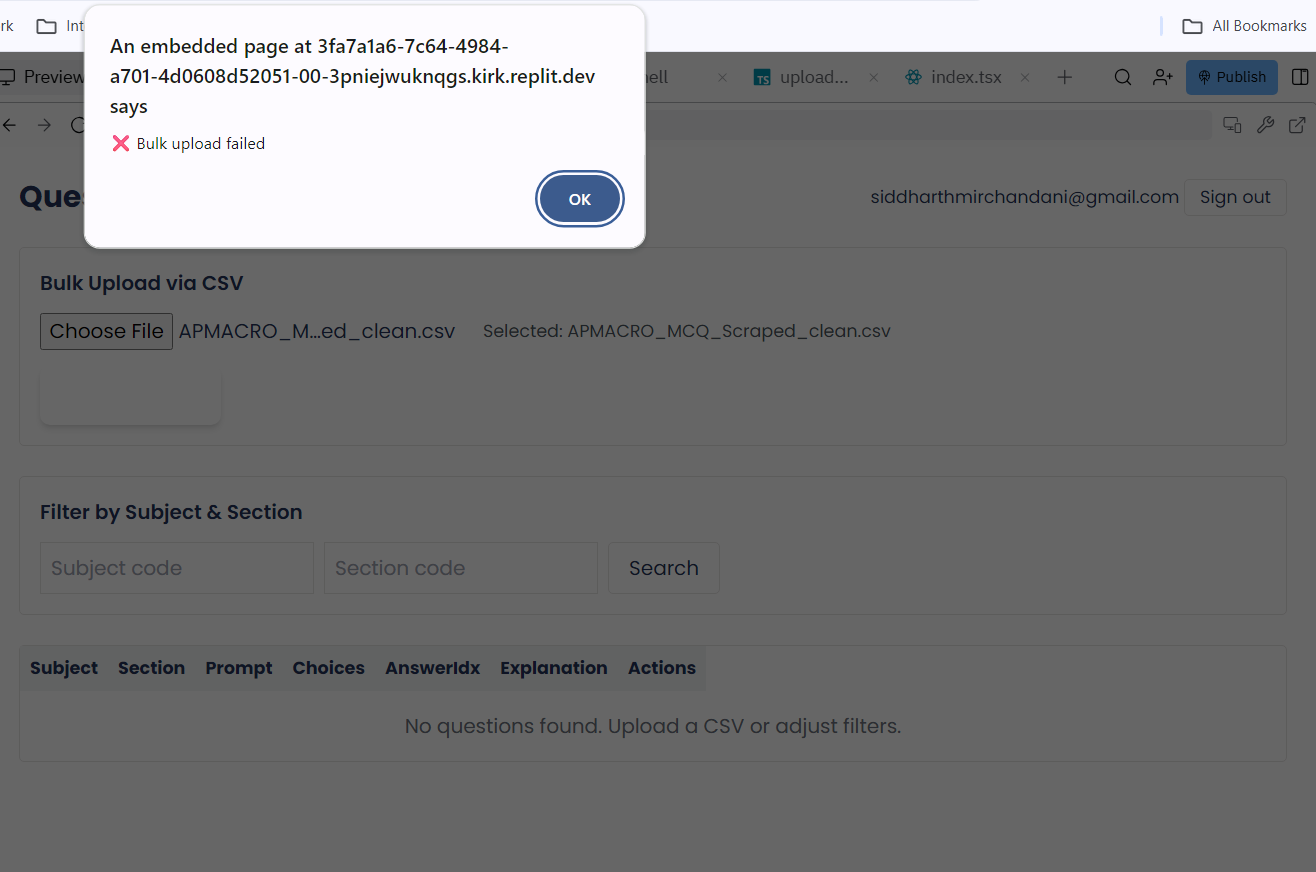 rk
Int
All Bookmarks
An embedded page at 3fa7a1a6-7c64-4984-
a701-4d0608d52051-00-3pniejwuknqgs.kirk.replit.dev
says
❌ Bulk upload failed
OK
Preview
ell
TS upload...
index.tsx
Publish
Ques
siddharthmirchandani@gmail.com
Sign out
Bulk Upload via CSV
Choose File APMACRO_M...ed_clean.csv Selected: APMACRO_MCQ_Scraped_clean.csv
Filter by Subject & Section
Subject code Section code Search
Subject Section Prompt Choices AnswerIdx Explanation Actions
No questions found. Upload a CSV or adjust filters.